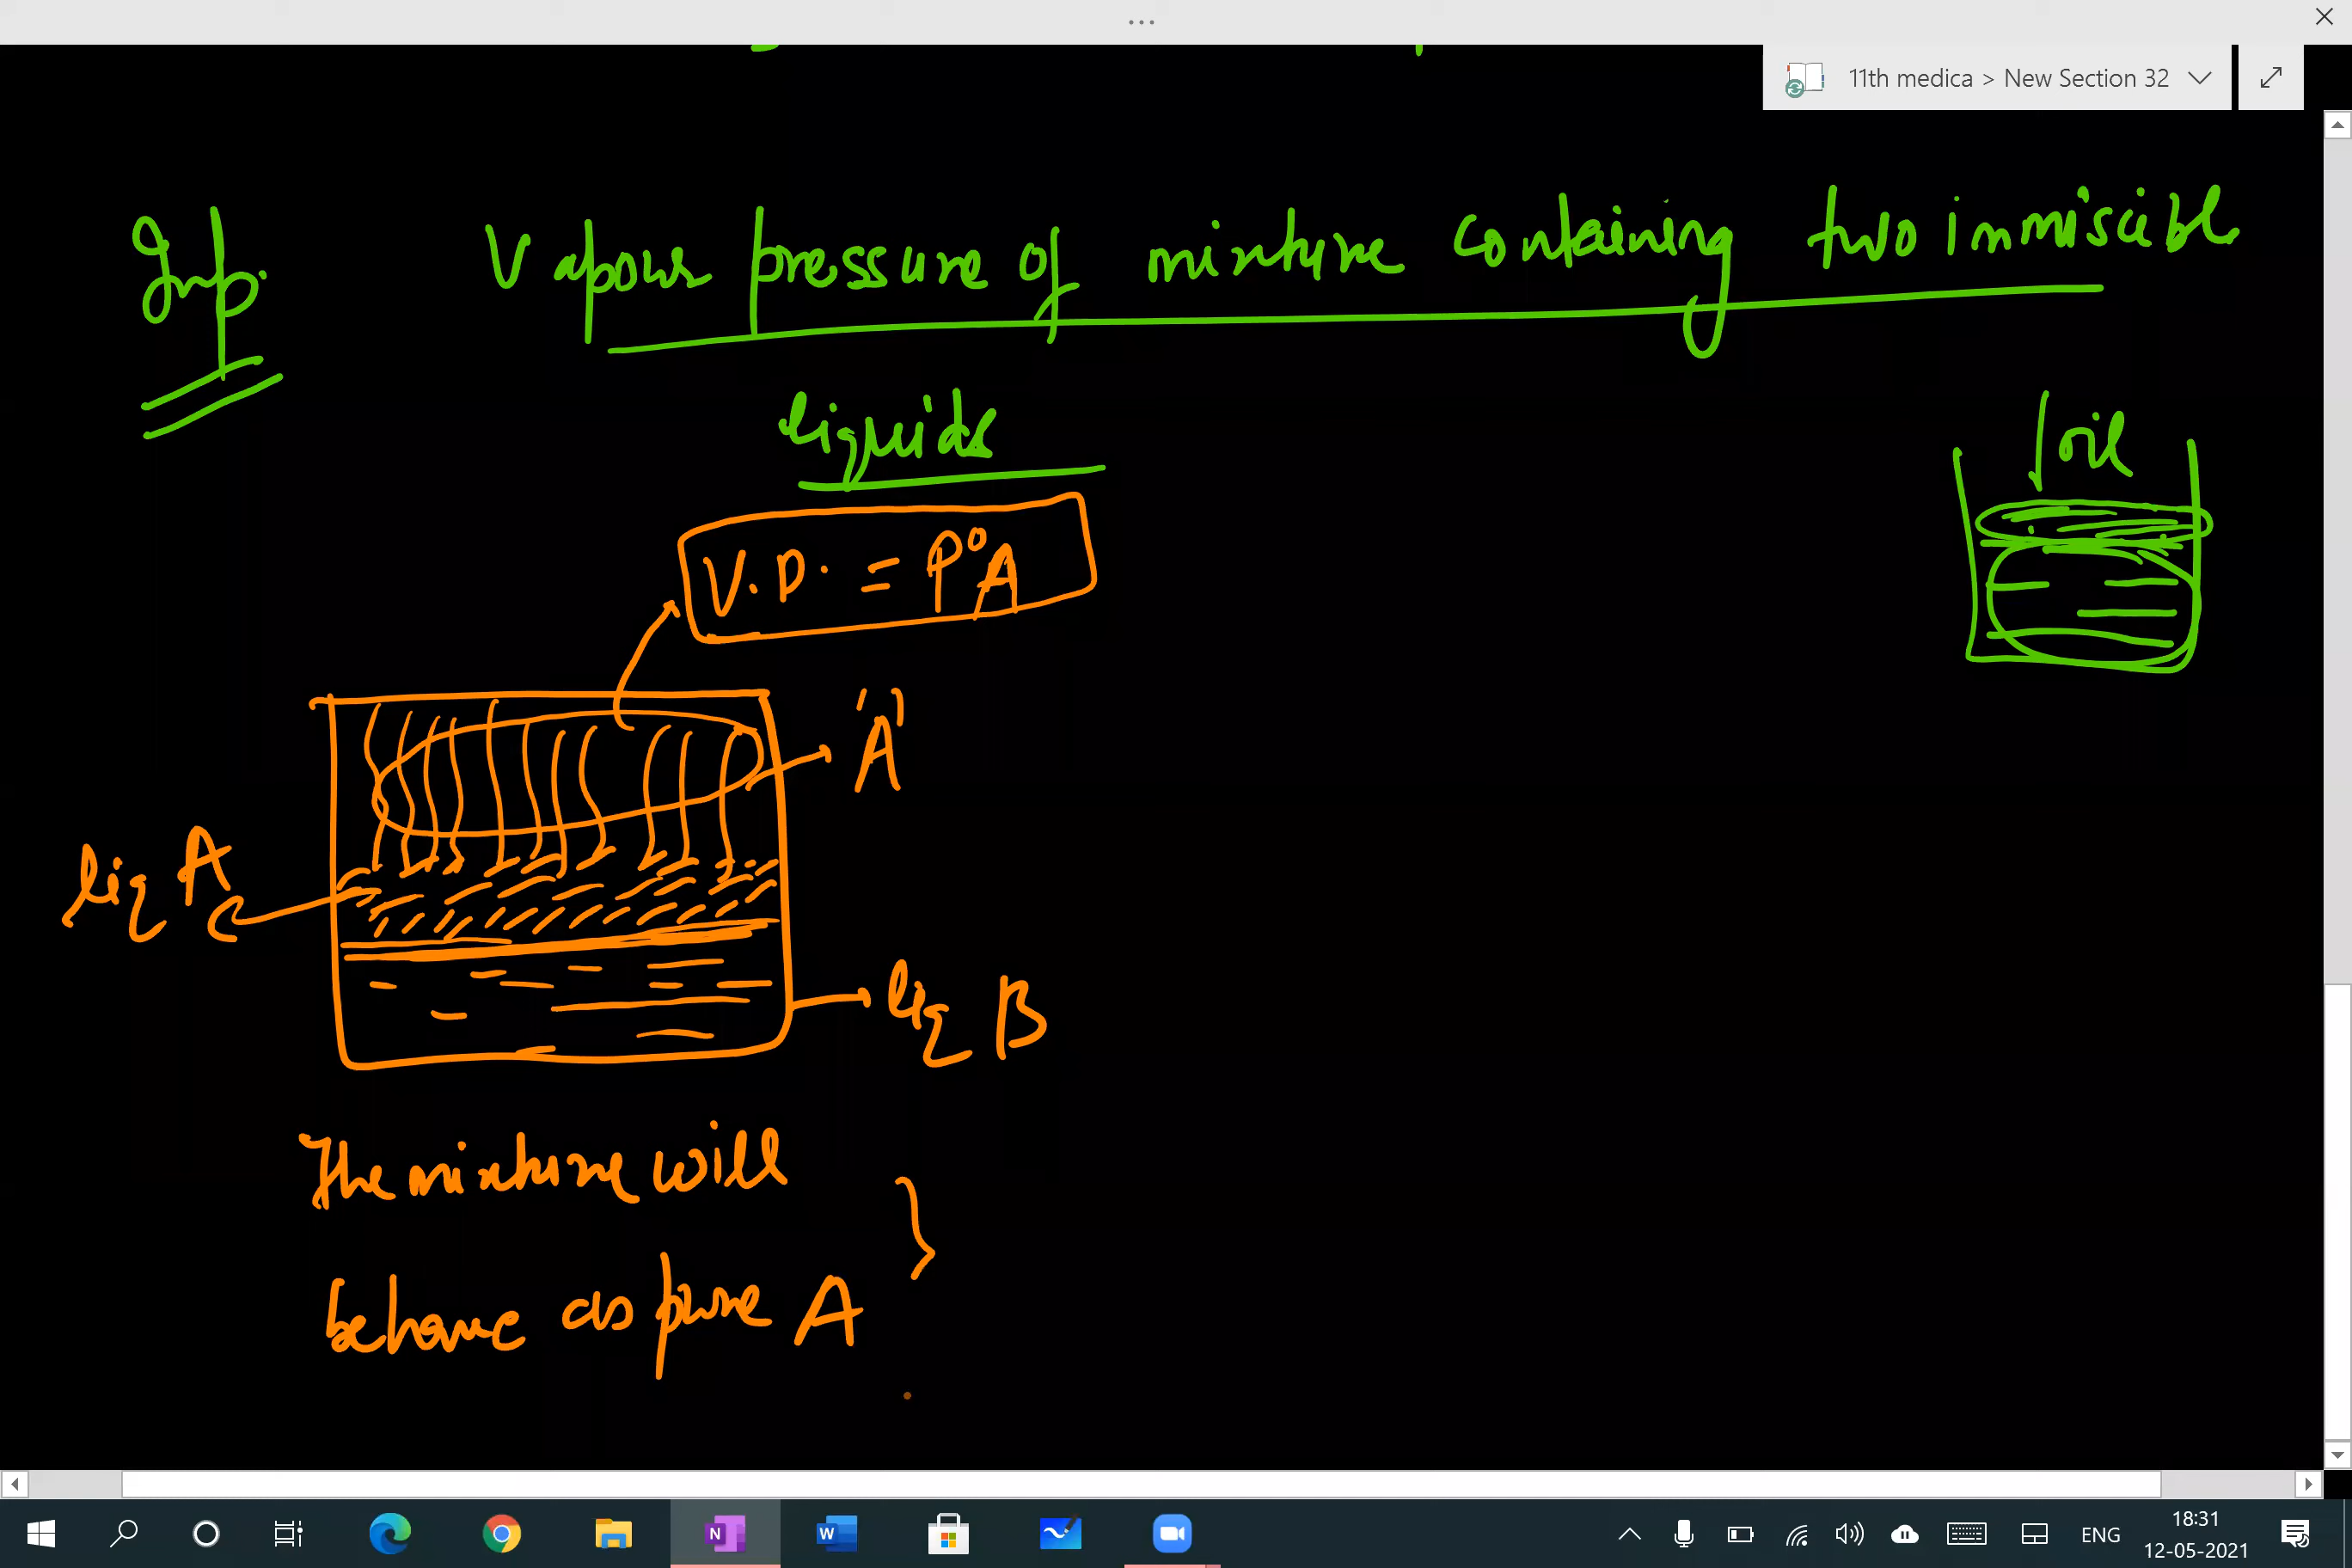 ...
11th medica > New Section 32
Imp.
Vapour pressure of mixture containing two immiscible
liquids
oil
V.P. = P°A
"A"
liq A
liq B
The mixture will
behave as pure A
N
W
ENG
18:31
12-05-2021